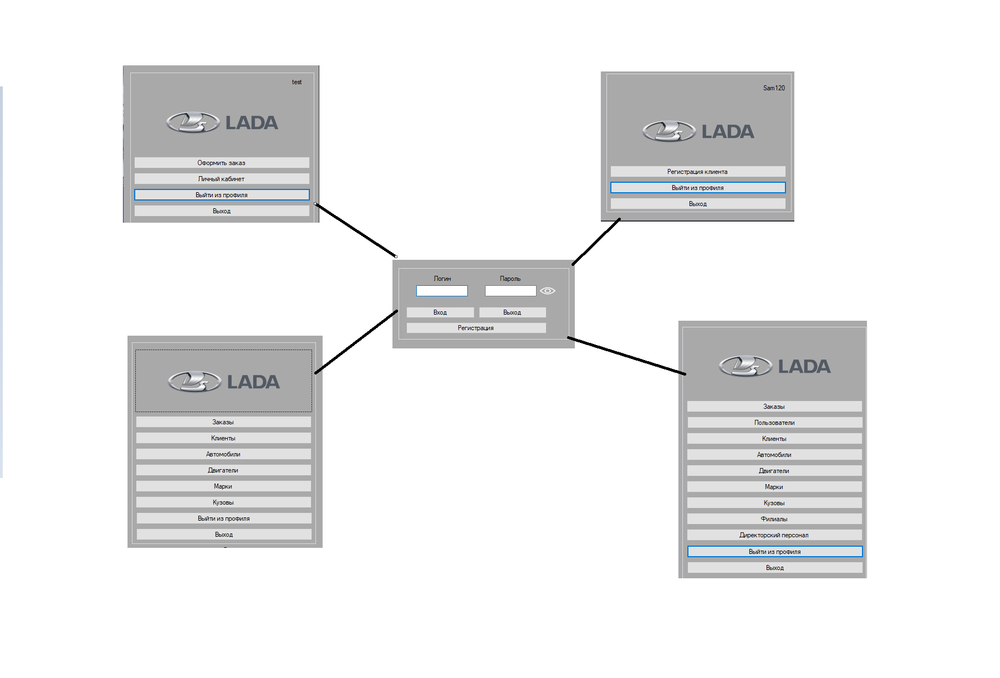 test
LADA
Оформить заказ
Личный кабинет
Выйти из профиля
Выход
Sam120
LADA
Регистрация клиента
Выйти из профиля
Выход
Логин Пароль
Вход Выход
Регистрация
LADA
Заказы
Клиенты
Автомобили
Двигатели
Марки
Кузовы
Выйти из профиля
Выход
LADA
Заказы
Пользователи
Клиенты
Автомобили
Двигатели
Марки
Кузовы
Филиалы
Директорский персонал
Выйти из профиля
Выход